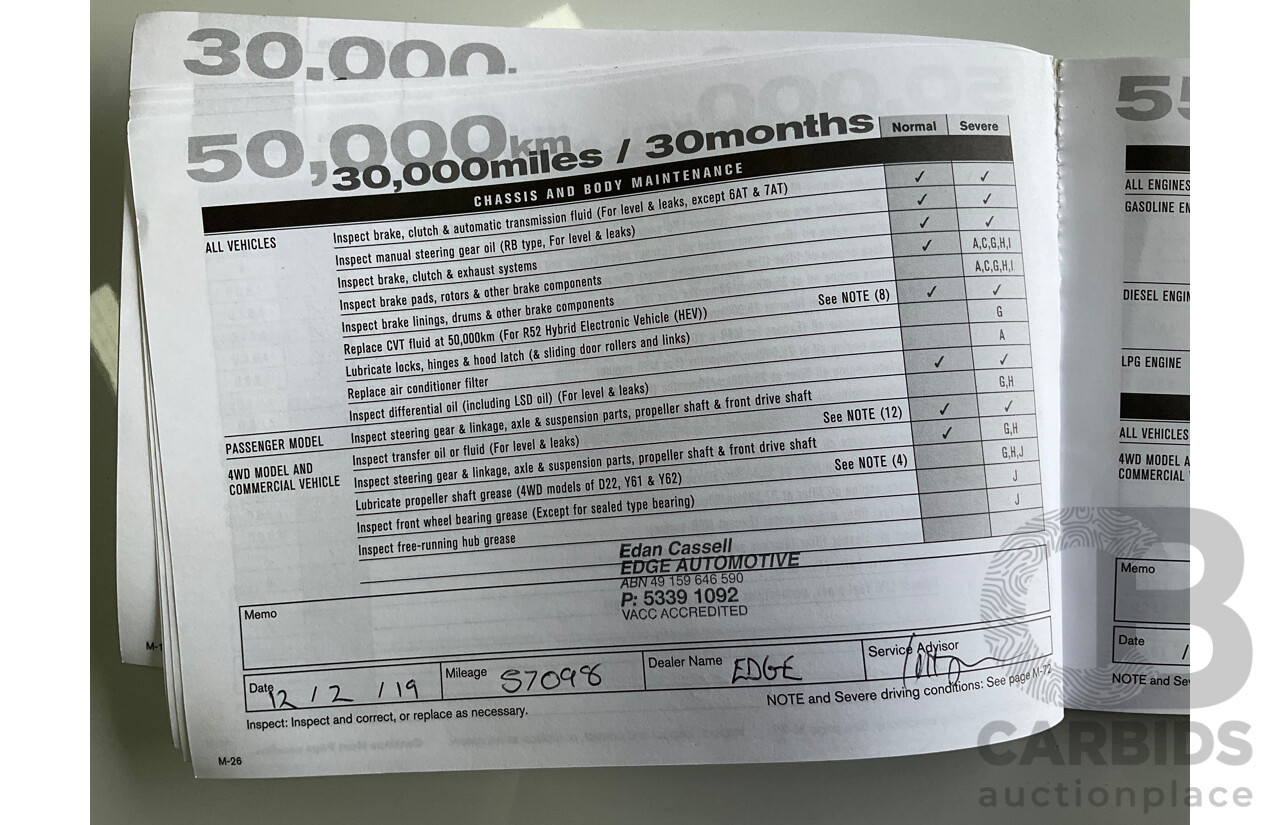 30,000
50,000km
30,000miles / 30months
Normal Severe
CHASSIS AND BODY MAINTENANCE
ALL VEHICLES
Inspect brake, clutch & automatic transmission fluid (For level & leaks, except 6AT & 7AT) ✓ ✓
Inspect manual steering gear oil (RB type, For level & leaks) ✓ ✓
Inspect brake, clutch & exhaust systems ✓ ✓
Inspect brake pads, rotors & other brake components ✓ A,C,G,H,I
Inspect brake linings, drums & other brake components A,C,G,H,I
Replace CVT fluid at 50,000km (For R52 Hybrid Electronic Vehicle (HEV)) See NOTE (8) ✓ ✓
Lubricate locks, hinges & hood latch (& sliding door rollers and links) G
Replace air conditioner filter A
Inspect differential oil (including LSD oil) (For level & leaks) ✓ ✓
PASSENGER MODEL
Inspect steering gear & linkage, axle & suspension parts, propeller shaft & front drive shaft G,H
4WD MODEL AND
COMMERCIAL VEHICLE
Inspect transfer oil or fluid (For level & leaks) See NOTE (12) ✓ ✓
Inspect steering gear & linkage, axle & suspension parts, propeller shaft & front drive shaft ✓ G,H
Lubricate propeller shaft grease (4WD models of D22, Y61 & Y62) See NOTE (4) G,H,J
Inspect front wheel bearing grease (Except for sealed type bearing) J
Inspect free-running hub grease J
Edan Cassell
EDGE AUTOMOTIVE
ABN 49 159 646 590
P: 5339 1092
VACC ACCREDITED
Memo
Date 12 / 2 / 19
Mileage 57098
Dealer Name EDGE
Service Advisor
Inspect: Inspect and correct, or replace as necessary.
NOTE and Severe driving conditions: See page M-72
M-26
M-1
55
ALL ENGINES
GASOLINE EN
DIESEL ENGIN
LPG ENGINE
ALL VEHICLES
4WD MODEL A
COMMERCIAL
Memo
Date /
NOTE and Se
CB
CARBIDS
auctionplace